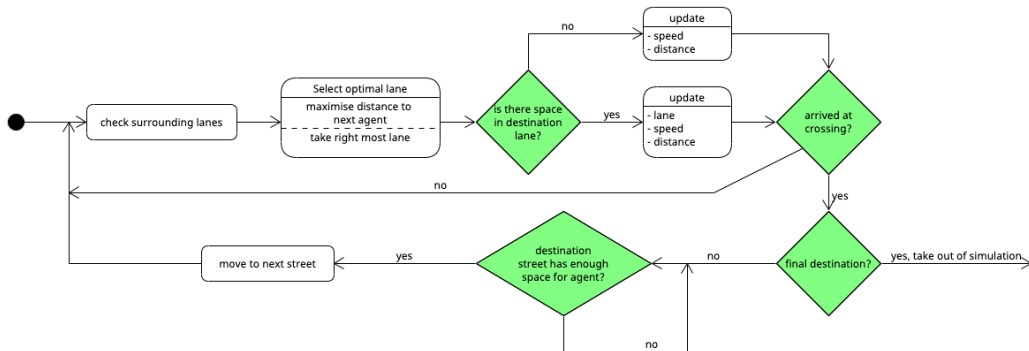 no
update
- speed
- distance
check surrounding lanes
Select optimal lane
maximise distance to
next agent
take right most lane
is there space
in destination
lane?
yes
update
- lane
- speed
- distance
arrived at
crossing?
no
yes
move to next street
yes
destination
street has enough
space for agent?
no
final destination?
yes, take out of simulation
no